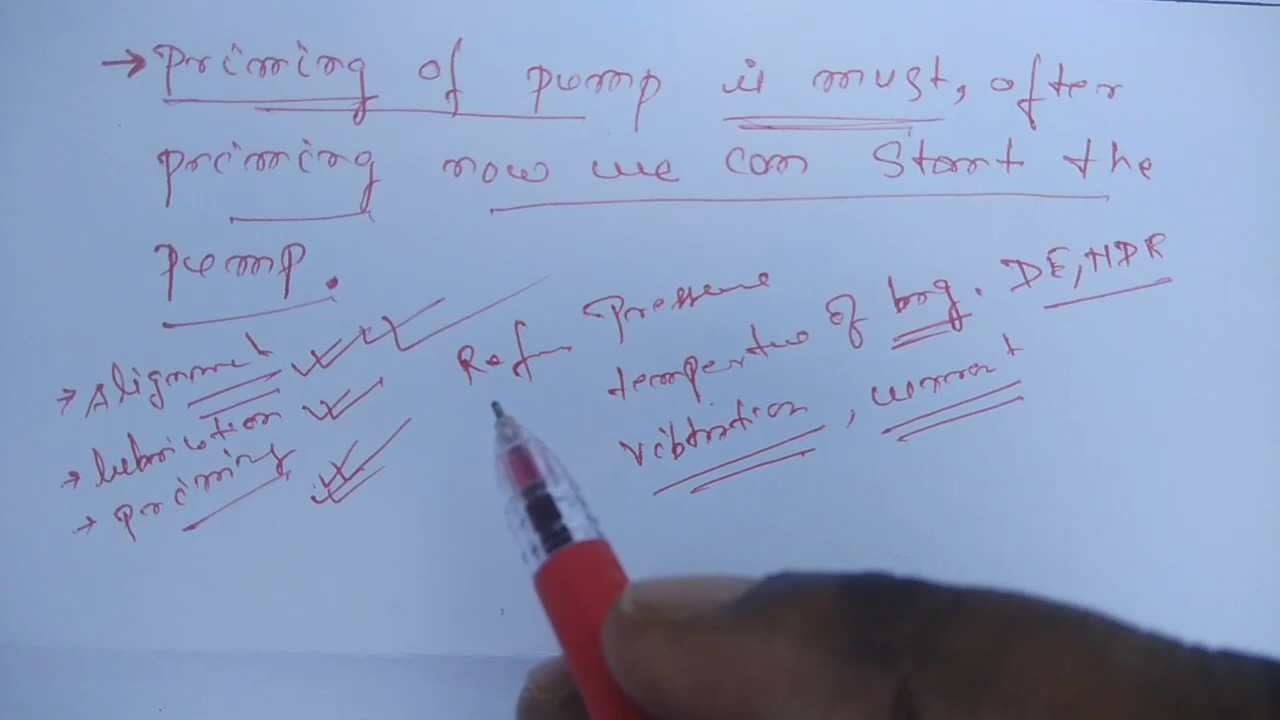 → Priming of pump is must, after
priming now we can start the
pump.
→ Alignment
→ lubrication
→ priming
Ref
Pressure
temperature of brg. DE, NDE
vibration, current